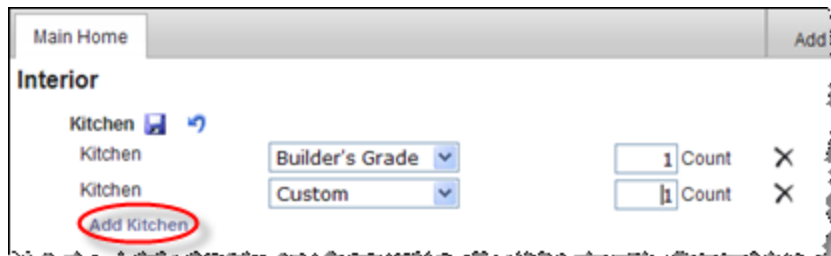 Main Home Add
Interior
Kitchen
Kitchen Builder's Grade 1 Count
Kitchen Custom 1 Count
Add Kitchen